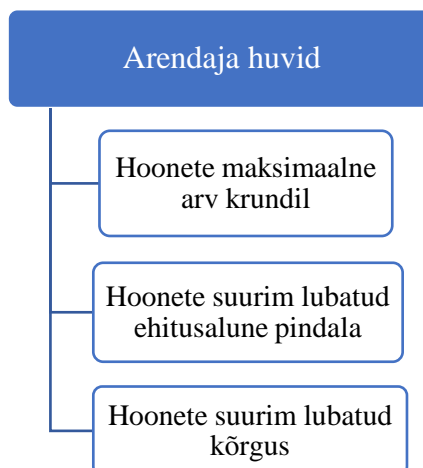 Arendaja huvid
Hoonete maksimaalne
arv krundil
Hoonete suurim lubatud
ehitusalune pindala
Hoonete suurim lubatud
kõrgus